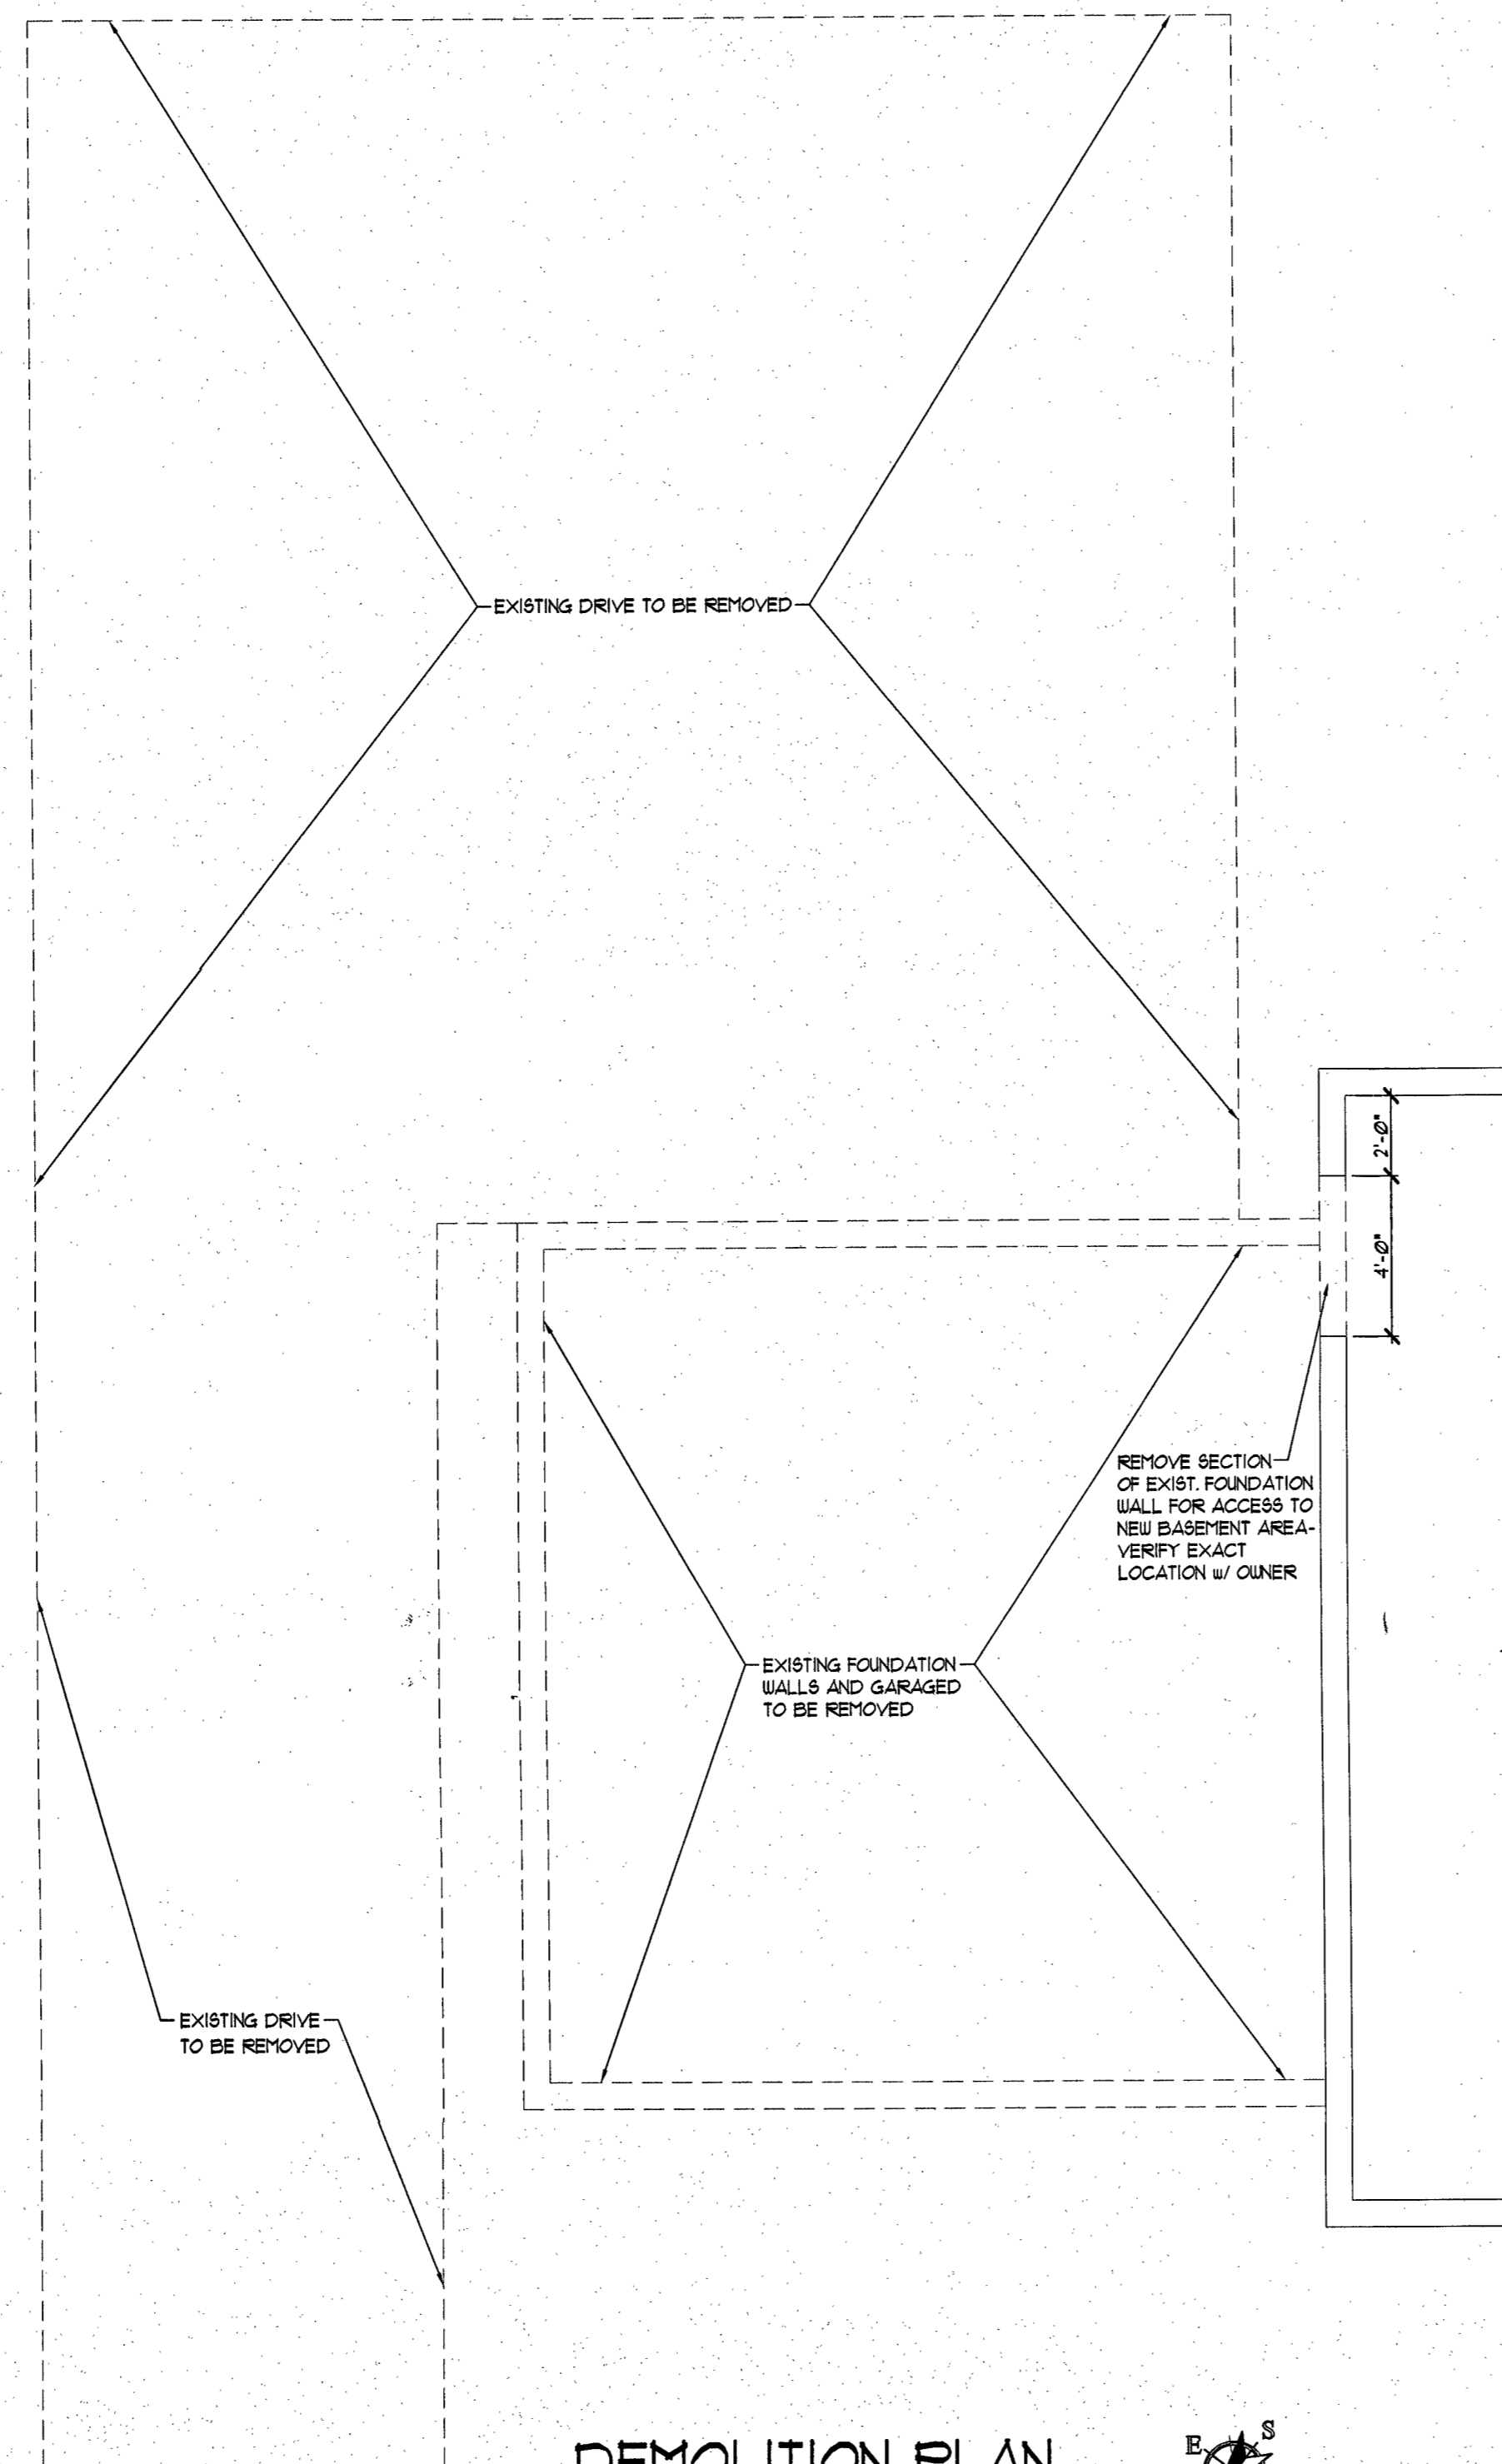 EXISTING DRIVE TO BE REMOVED
2'-0"
4'-0"
REMOVE SECTION
OF EXIST. FOUNDATION
WALL FOR ACCESS TO
NEW BASEMENT AREA-
VERIFY EXACT
LOCATION w/ OWNER
EXISTING FOUNDATION
WALLS AND GARAGED
TO BE REMOVED
EXISTING DRIVE
TO BE REMOVED
DEMOLITION PLAN
E S